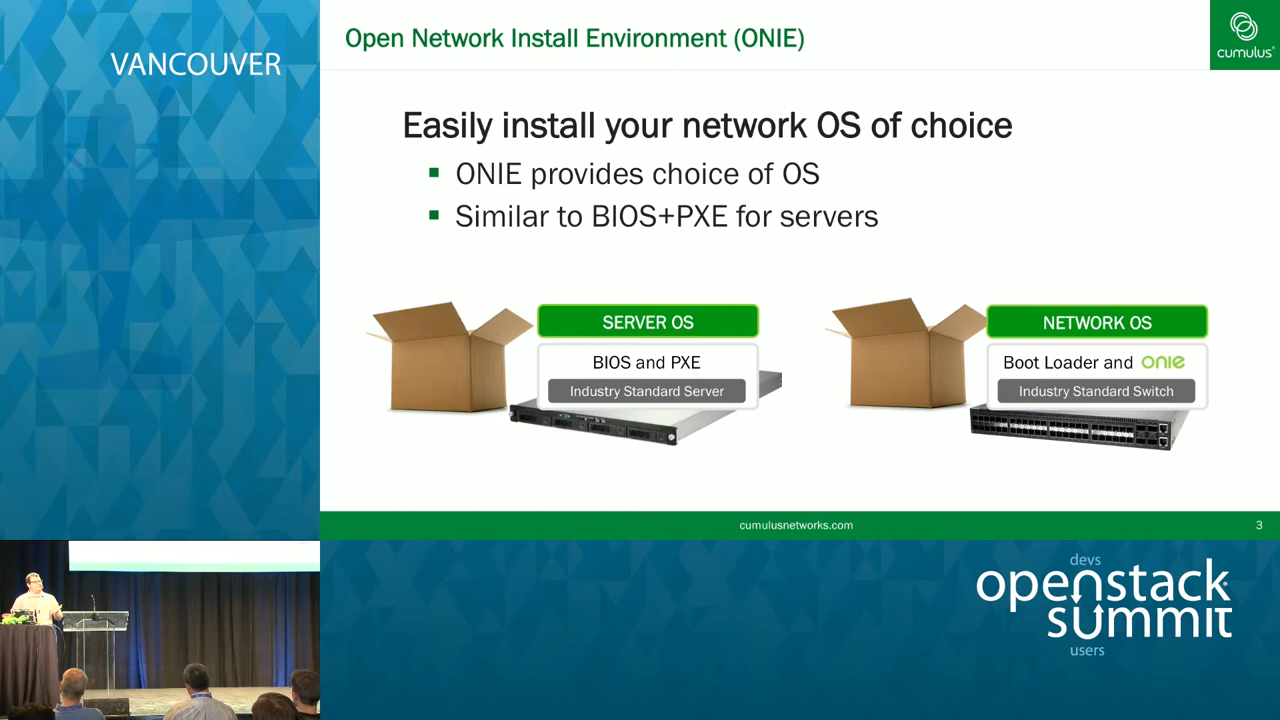 VANCOUVER
Open Network Install Environment (ONIE)
cumulus®
Easily install your network OS of choice
ONIE provides choice of OS
Similar to BIOS+PXE for servers
SERVER OS
BIOS and PXE
Industry Standard Server
NETWORK OS
Boot Loader and onie
Industry Standard Switch
cumulusnetworks.com
3
devs
openstack®
summit
users